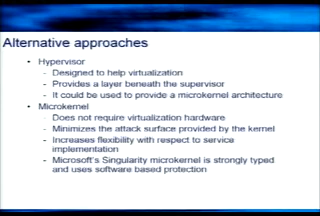 Alternative approaches
• Hypervisor
- Designed to help virtualization
- Provides a layer beneath the supervisor
- It could be used to provide a microkernel architecture
• Microkernel
- Does not require virtualization hardware
- Minimizes the attack surface provided by the kernel
- Increases flexibility with respect to service
implementation
- Microsoft's Singularity microkernel is strongly typed
and uses software based protection